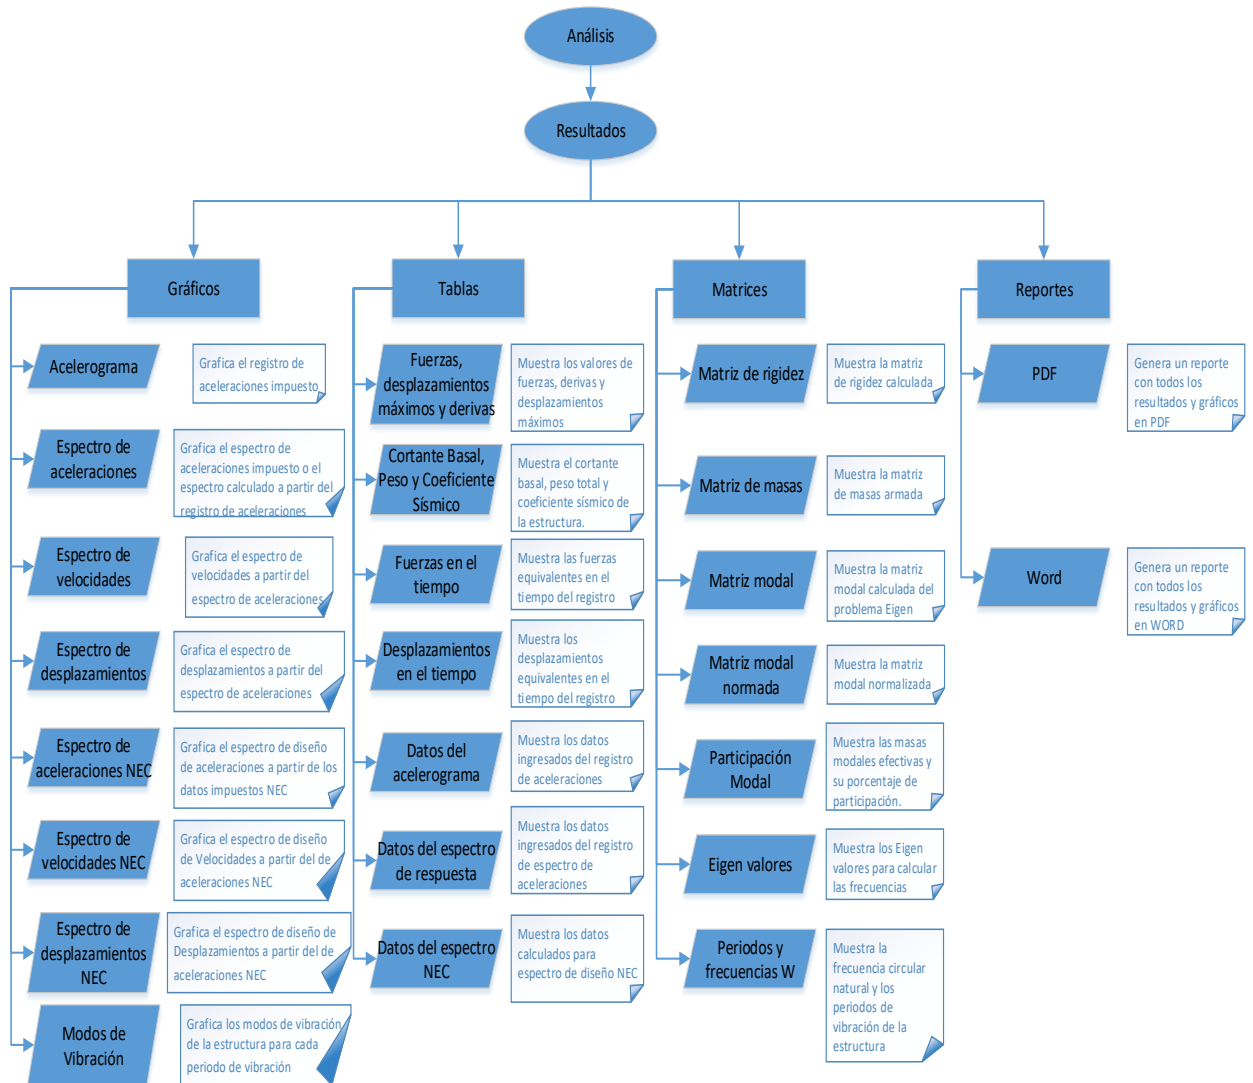 Análisis
Resultados
Gráficos
Acelerograma
Grafica el registro de
aceleraciones impuesto
Espectro de
aceleraciones
Grafica el espectro de
aceleraciones impuesto o el
espectro calculado a partir del
registro de aceleraciones
Espectro de
velocidades
Grafica el espectro de
velocidades a partir del
espectro de aceleraciones
Espectro de
desplazamientos
Grafica el espectro de
desplazamientos a partir del
espectro de aceleraciones
Espectro de
aceleraciones NEC
Grafica el espectro de diseño
de aceleraciones a partir de los
datos impuestos NEC
Espectro de
velocidades NEC
Grafica el espectro de diseño
de Velocidades a partir del de
aceleraciones NEC
Espectro de
desplazamientos
NEC
Grafica el espectro de diseño de
Desplazamientos a partir del de
aceleraciones NEC
Modos de
Vibración
Grafica los modos de vibración
de la estructura para cada
periodo de vibración
Tablas
Fuerzas,
desplazamientos
máximos y derivas
Muestra los valores de
fuerzas, derivas y
desplazamientos
máximos
Cortante Basal,
Peso y Coeficiente
Sísmico
Muestra el cortante
basal, peso total y
coeficiente sísmico de
la estructura.
Fuerzas en el
tiempo
Muestra las fuerzas
equivalentes en el
tiempo del registro
Desplazamientos
en el tiempo
Muestra los
desplazamientos
equivalentes en el
tiempo del registro
Datos del
acelerograma
Muestra los datos
ingresados del registro
de aceleraciones
Datos del espectro
de respuesta
Muestra los datos
ingresados del registro
de espectro de
aceleraciones
Datos del espectro
NEC
Muestra los datos
calculados para
espectro de diseño NEC
Matrices
Matriz de rigidez
Muestra la matriz
de rigidez calculada
Matriz de masas
Muestra la matriz
de masas armada
Matriz modal
Muestra la matriz
modal calculada del
problema Eigen
Matriz modal
normada
Muestra la matriz
modal normalizada
Participación
Modal
Muestra las masas
modales efectivas y
su porcentaje de
participación.
Eigen valores
Muestra los Eigen
valores para calcular
las frecuencias
Periodos y
frecuencias W
Muestra la
frecuencia circular
natural y los
periodos de
vibración de la
estructura
Reportes
PDF
Genera un reporte
con todos los
resultados y gráficos
en PDF
Word
Genera un reporte
con todos los
resultados y gráficos
en WORD